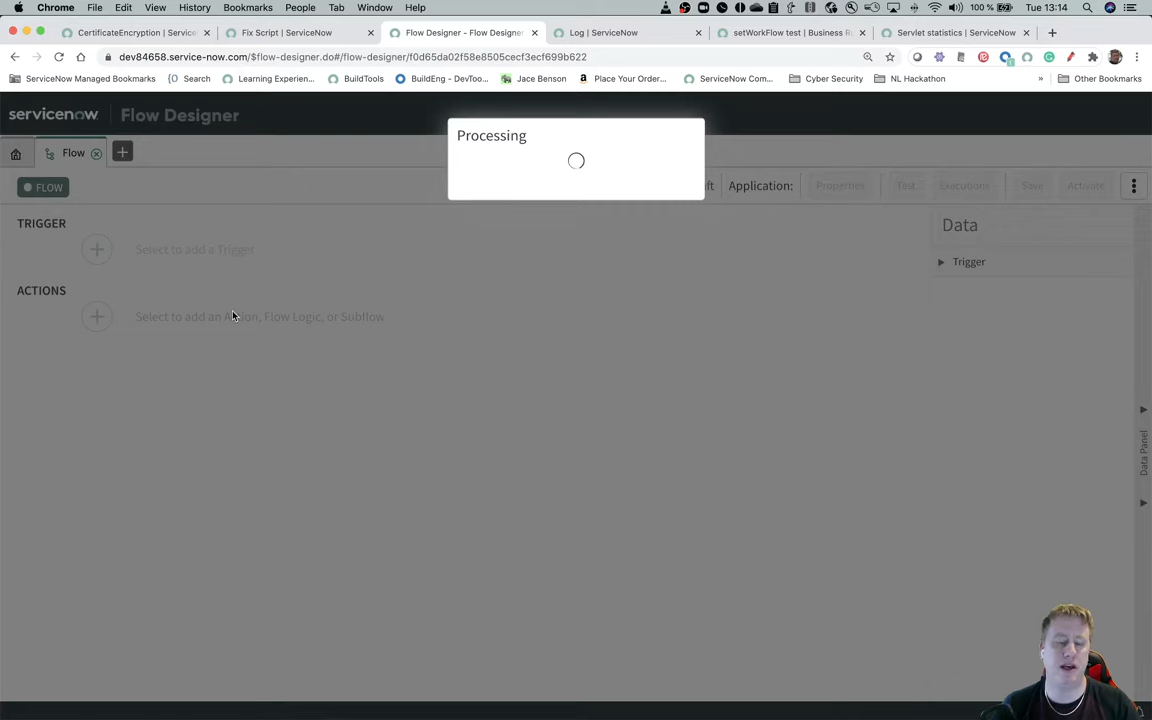 Chrome File Edit View History Bookmarks People Tab Window Help 100 % Tue 13:14
CertificateEncryption | Service Fix Script | ServiceNow Flow Designer - Flow Designe Log | ServiceNow setWorkFlow test | Business R Servlet statistics | ServiceNow
dev84658.service-now.com/$flow-designer.do#/flow-designer/f0d65da02f58e8505cecf3ecf699b622
ServiceNow Managed Bookmarks Search Learning Experien... BuildTools BuildEng - DevToo... Jace Benson Place Your Order... ServiceNow Com... Cyber Security NL Hackathon » Other Bookmarks
servicenow Flow Designer
Processing
Flow
FLOW ft Application: Properties Test Executions Save Activate
TRIGGER
Select to add a Trigger
ACTIONS
Select to add an Action, Flow Logic, or Subflow
Data
Trigger
Data Panel